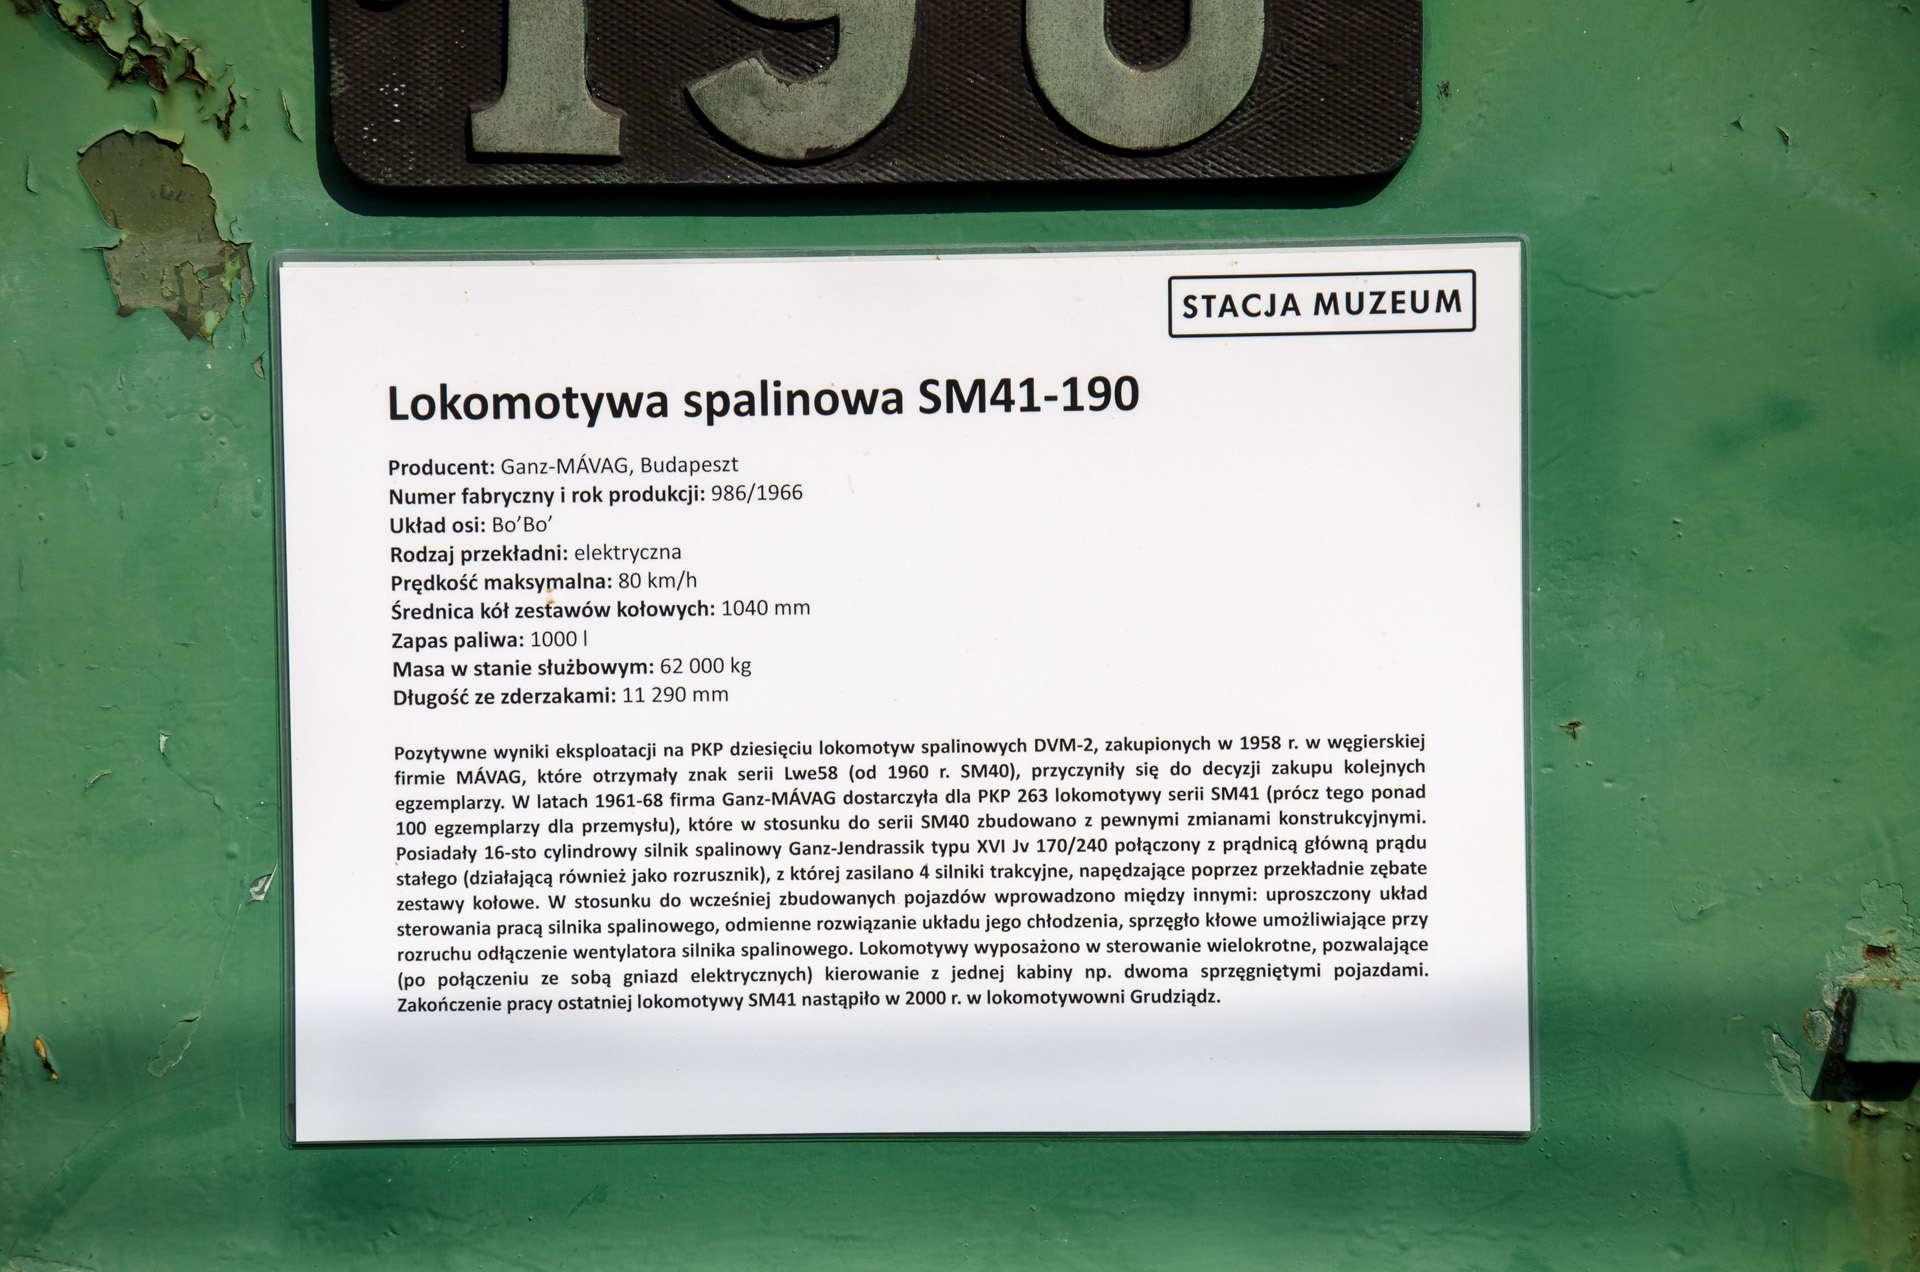 190
STACJA MUZEUM
Lokomotywa spalinowa SM41-190
Producent: Ganz-MÁVAG, Budapeszt
Numer fabryczny i rok produkcji: 986/1966
Układ osi: Bo’Bo’
Rodzaj przekładni: elektryczna
Prędkość maksymalna: 80 km/h
Średnica kół zestawów kołowych: 1040 mm
Zapas paliwa: 1000 l
Masa w stanie służbowym: 62 000 kg
Długość ze zderzakami: 11 290 mm
Pozytywne wyniki eksploatacji na PKP dziesięciu lokomotyw spalinowych DVM-2, zakupionych w 1958 r. w węgierskiej
firmie MÁVAG, które otrzymały znak serii Lwe58 (od 1960 r. SM40), przyczyniły się do decyzji zakupu kolejnych
egzemplarzy. W latach 1961-68 firma Ganz-MÁVAG dostarczyła dla PKP 263 lokomotywy serii SM41 (prócz tego ponad
100 egzemplarzy dla przemysłu), które w stosunku do serii SM40 zbudowano z pewnymi zmianami konstrukcyjnymi.
Posiadały 16-sto cylindrowy silnik spalinowy Ganz-Jendrassik typu XVI Jv 170/240 połączony z prądnicą główną prądu
stałego (działającą również jako rozrusznik), z której zasilano 4 silniki trakcyjne, napędzające poprzez przekładnie zębate
zestawy kołowe. W stosunku do wcześniej zbudowanych pojazdów wprowadzono między innymi: uproszczony układ
sterowania pracą silnika spalinowego, odmienne rozwiązanie układu jego chłodzenia, sprzęgło kłowe umożliwiające przy
rozruchu odłączenie wentylatora silnika spalinowego. Lokomotywy wyposażono w sterowanie wielokrotne, pozwalające
(po połączeniu ze sobą gniazd elektrycznych) kierowanie z jednej kabiny np. dwoma sprzęgniętymi pojazdami.
Zakończenie pracy ostatniej lokomotywy SM41 nastąpiło w 2000 r. w lokomotywowni Grudziądz.